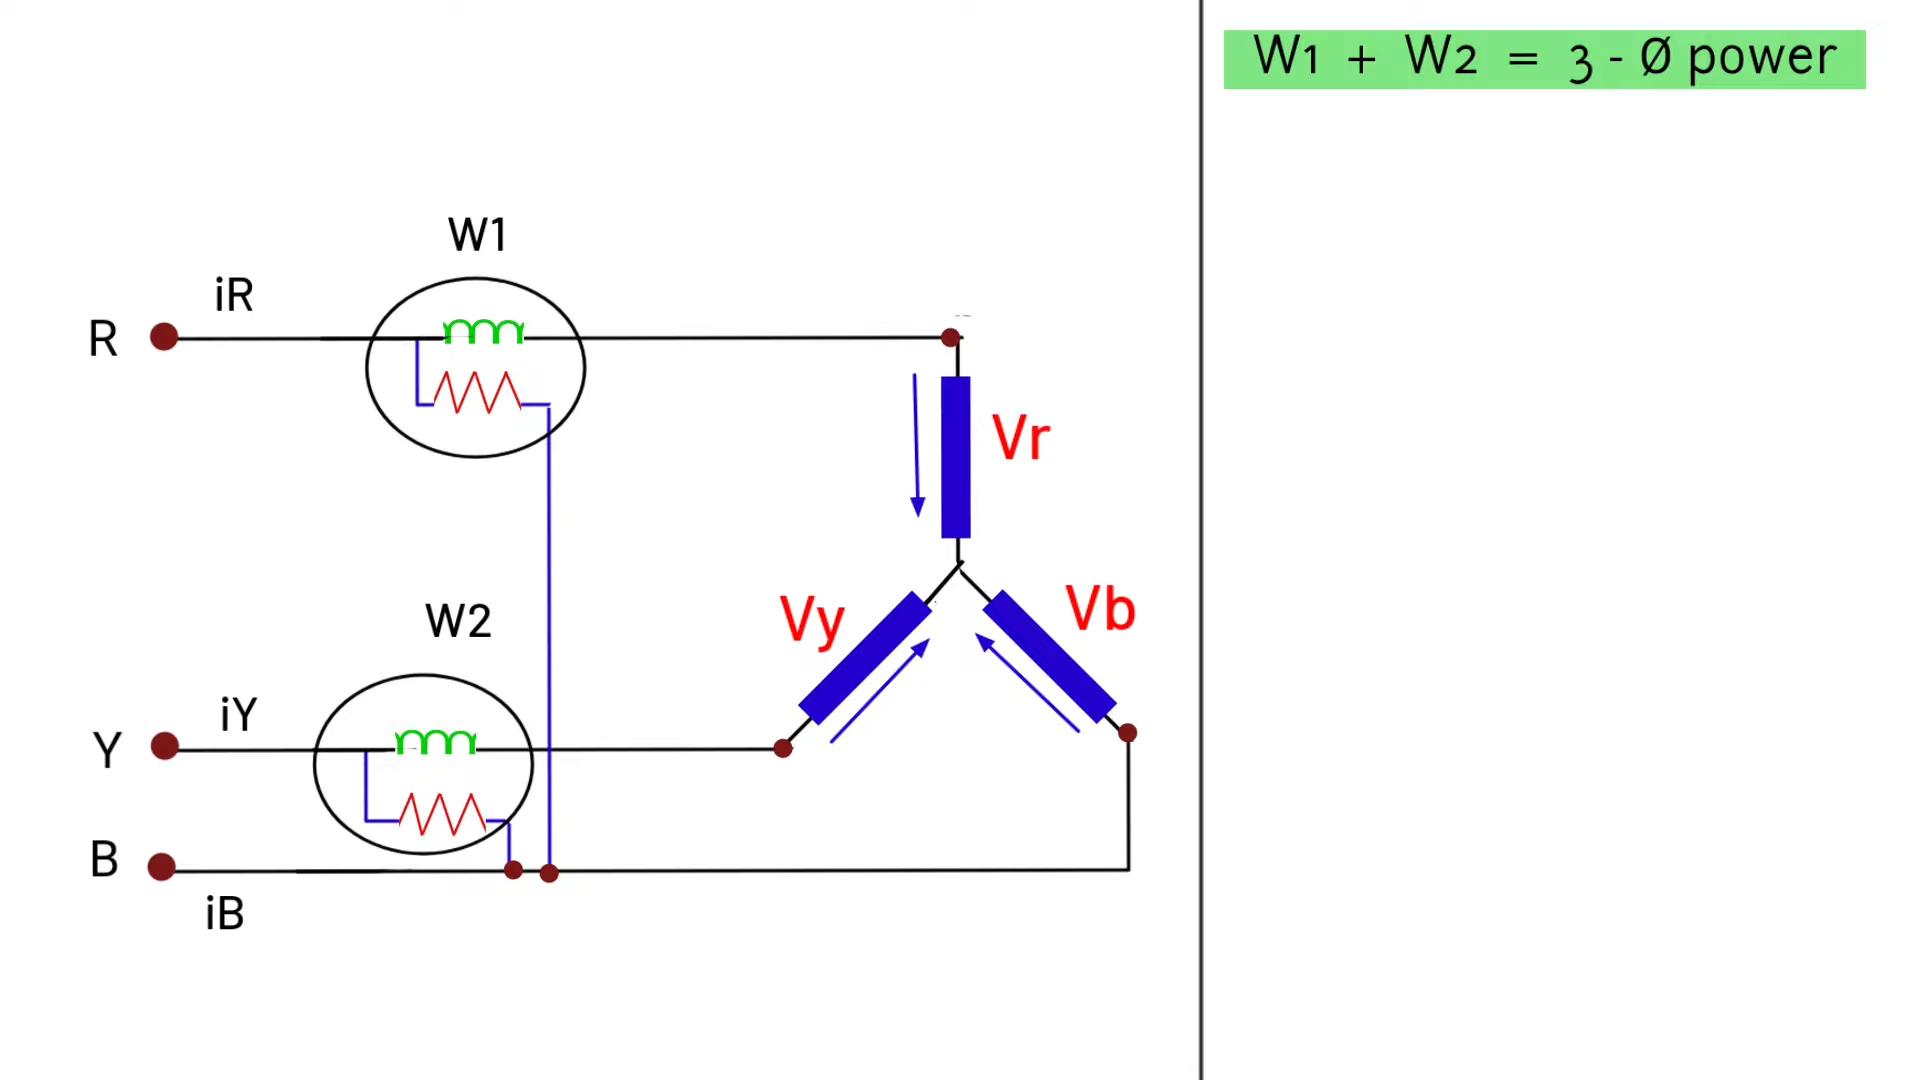 W1 + W2 = 3 - Ø power
W1
iR
R
Vr
Vb
Vy
W2
iY
Y
B
iB